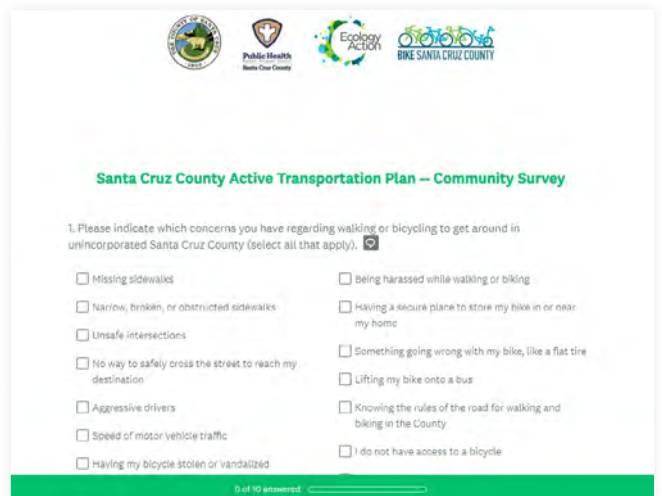 THE COUNTY OF SANTA CRUZ
1850
Public Health
Santa Cruz County
Ecology
Action
BIKE SANTA CRUZ COUNTY
Santa Cruz County Active Transportation Plan -- Community Survey
1. Please indicate which concerns you have regarding walking or bicycling to get around in
unincorporated Santa Cruz County (select all that apply).
Missing sidewalks
Narrow, broken, or obstructed sidewalks
Unsafe intersections
No way to safely cross the street to reach my
destination
Aggressive drivers
Speed of motor vehicle traffic
Having my bicycle stolen or vandalized
Being harassed while walking or biking
Having a secure place to store my bike in or near
my home
Something going wrong with my bike, like a flat tire
Lifting my bike onto a bus
Knowing the rules of the road for walking and
biking in the County
I do not have access to a bicycle
0 of 10 answered